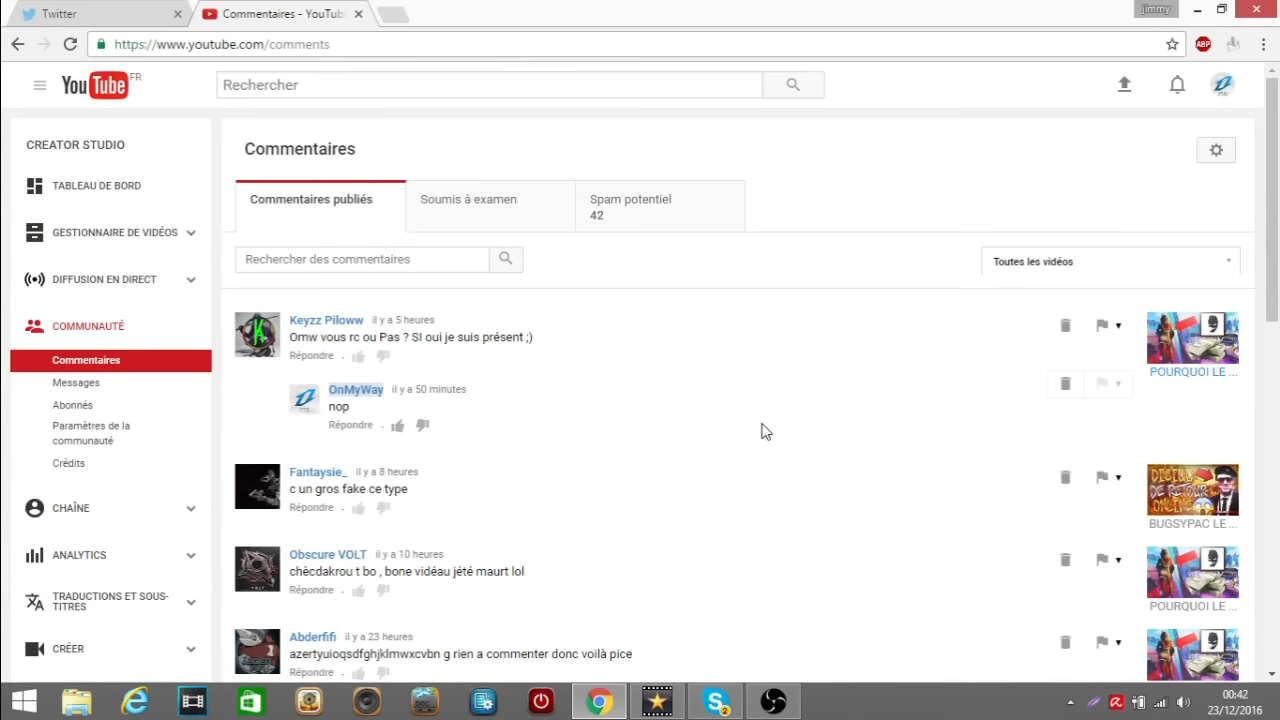 Twitter
Commentaires - YouTub
jimmy
https://www.youtube.com/comments
ABP
YouTube FR
Rechercher
CREATOR STUDIO
TABLEAU DE BORD
GESTIONNAIRE DE VIDÉOS
DIFFUSION EN DIRECT
COMMUNAUTÉ
Commentaires
Messages
Abonnés
Paramètres de la
communauté
Crédits
CHAÎNE
ANALYTICS
TRADUCTIONS ET SOUS-
TITRES
CRÉER
Commentaires
Commentaires publiés
Soumis à examen
Spam potentiel
42
Rechercher des commentaires
Toutes les vidéos
Keyzz Piloww il y a 5 heures
Omw vous rc ou Pas ? SI oui je suis présent ;)
Répondre .
POURQUOI LE ...
OnMyWay il y a 50 minutes
nop
Répondre .
Fantaysie_ il y a 8 heures
c un gros fake ce type
Répondre .
DE RETOUR
ONLINE
BUGSYPAC LE ...
Obscure VOLT il y a 10 heures
chècdakrou t bo , bone vidéau jété maurt lol
Répondre .
POURQUOI LE ...
Abderfifi il y a 23 heures
azertyuioqsdfghjklmwxcvbn g rien a commenter donc voilà pice
Répondre .
2
00:42
23/12/2016